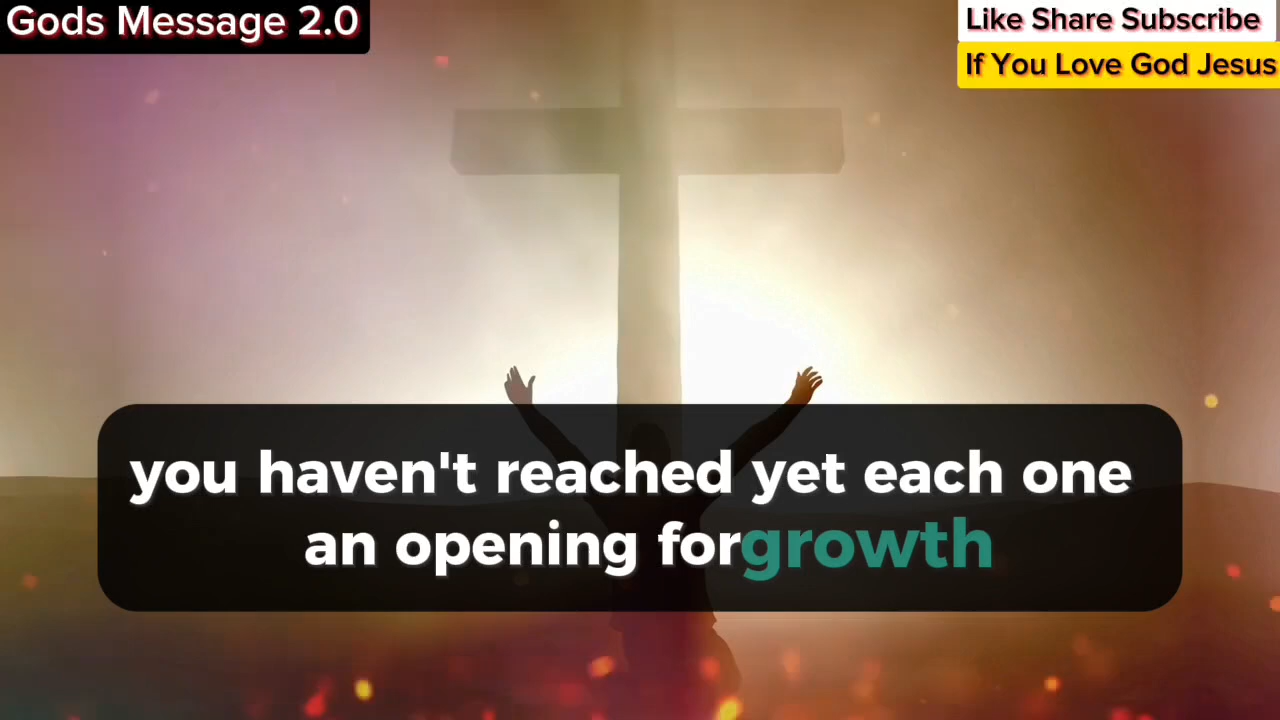 Gods Message 2.0
Like Share Subscribe
If You Love God Jesus
you haven't reached yet each one
an opening forgrowth